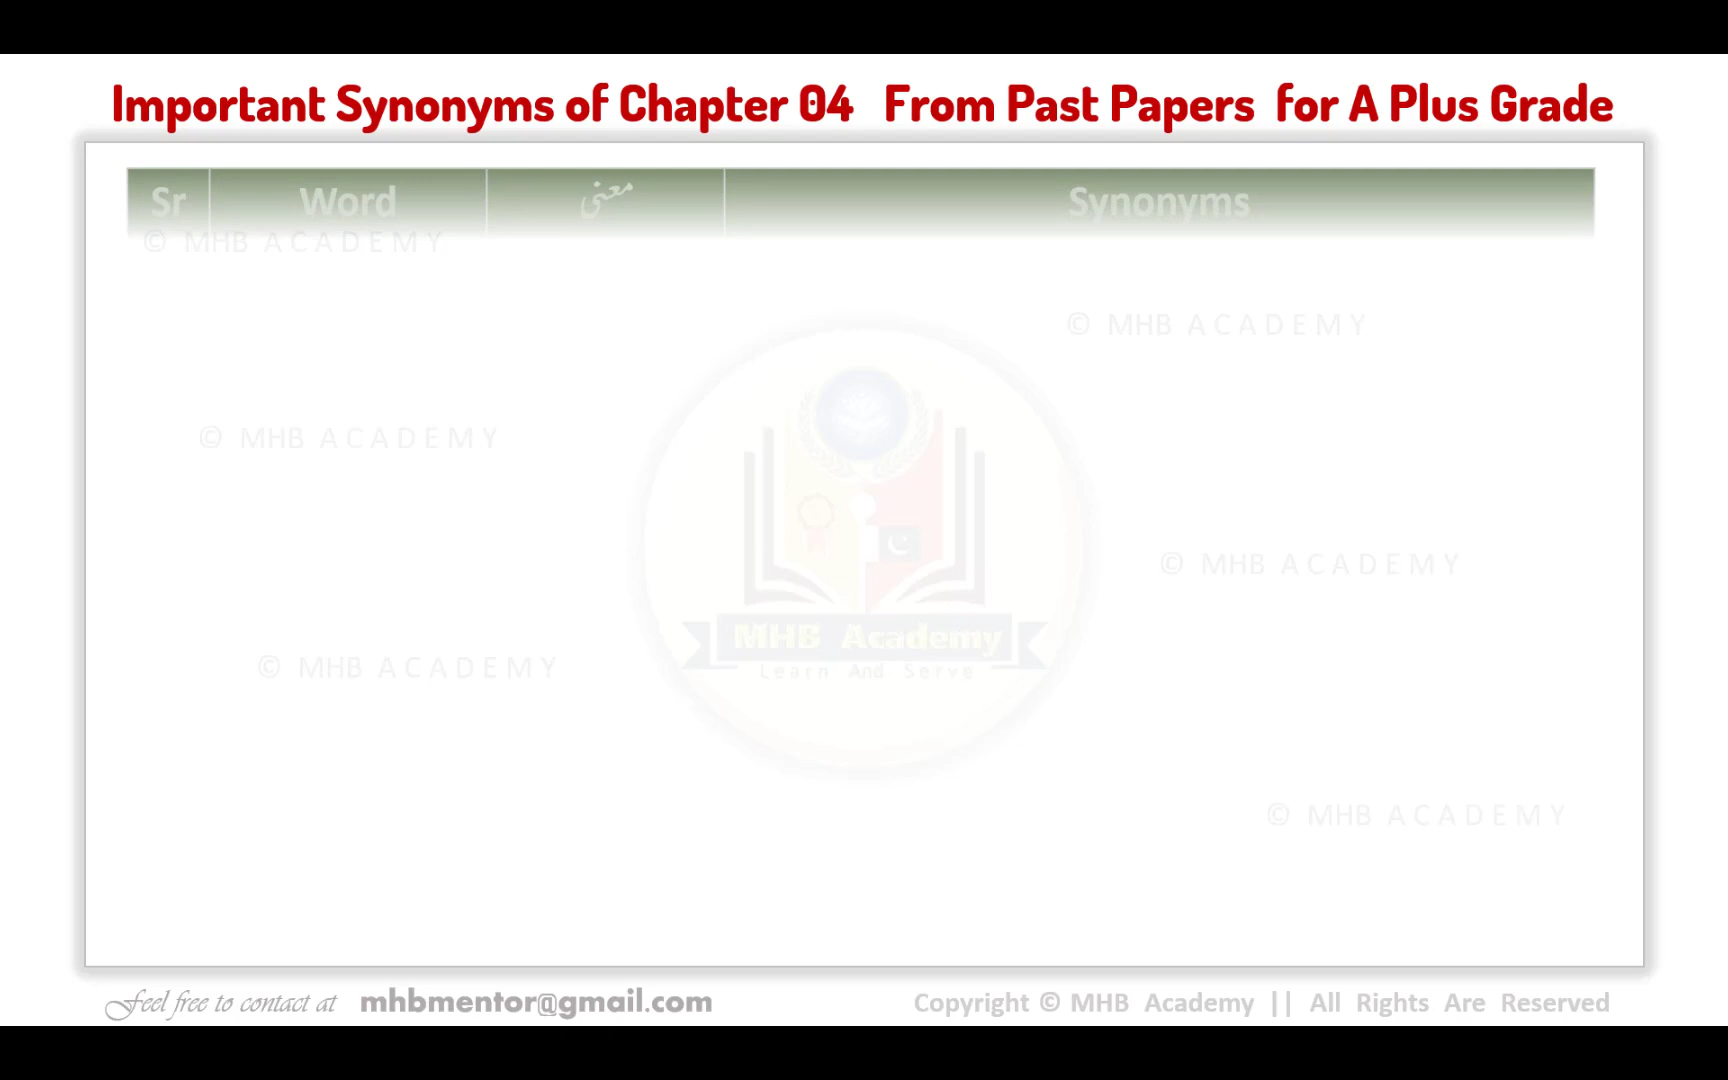 Important Synonyms of Chapter 04 From Past Papers for A Plus Grade
Sr Word معنی Synonyms
© MHB ACADEMY
© MHB ACADEMY
© MHB ACADEMY
© MHB ACADEMY
MHB Academy
Learn And Serve
© MHB ACADEMY
© MHB ACADEMY
Feel free to contact at mhbmentor@gmail.com Copyright © MHB Academy || All Rights Are Reserved